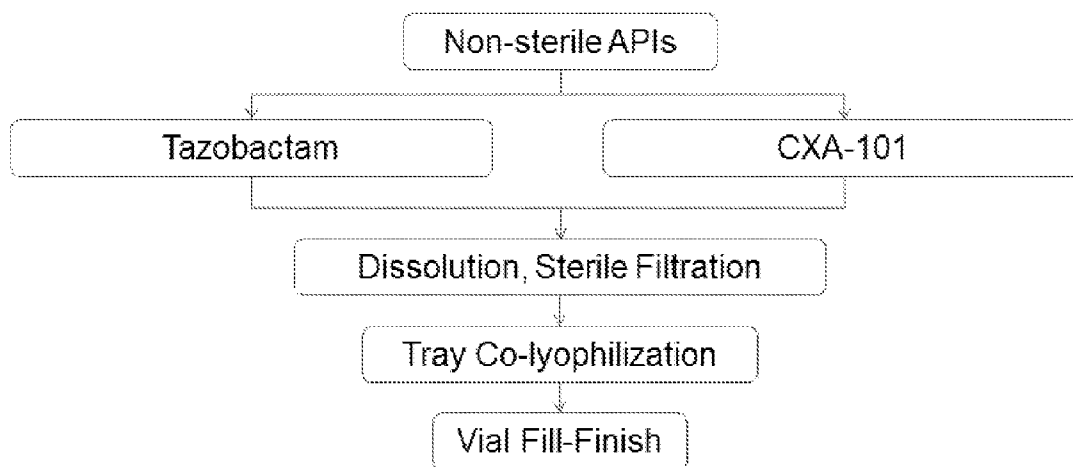 Non-sterile APIs
Tazobactam
CXA-101
Dissolution, Sterile Filtration
Tray Co-lyophilization
Vial Fill-Finish